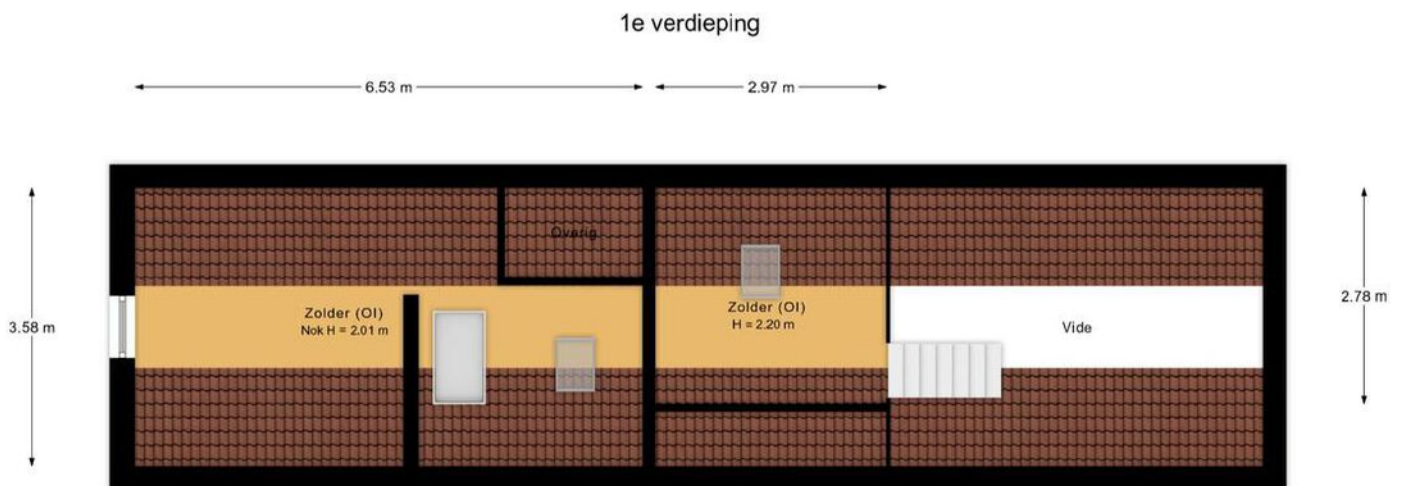 1e verdieping
6.53 m
2.97 m
Overig
3.58 m
Zolder (OI)
Nok H = 2.01 m
Zolder (OI)
H = 2.20 m
Vide
2.78 m